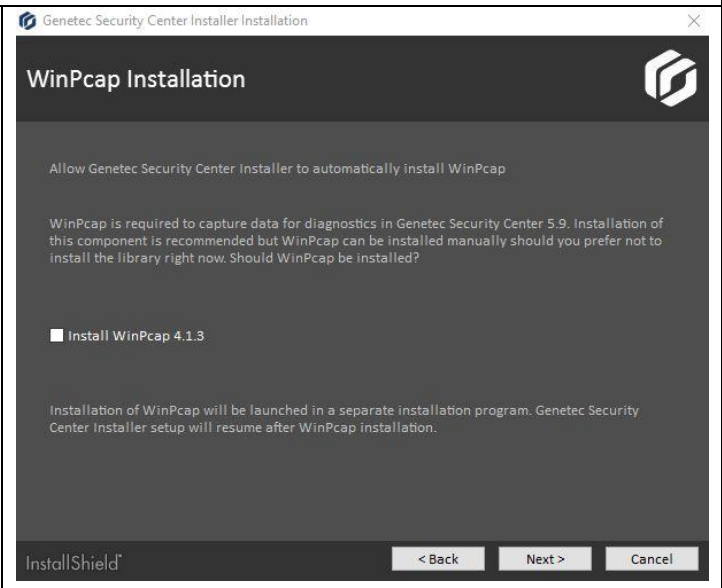 Genetec Security Center Installer Installation
WinPcap Installation
Allow Genetec Security Center Installer to automatically install WinPcap
WinPcap is required to capture data for diagnostics in Genetec Security Center 5.9. Installation of
this component is recommended but WinPcap can be installed manually should you prefer not to
install the library right now. Should WinPcap be installed?
Install WinPcap 4.1.3
Installation of WinPcap will be launched in a separate installation program. Genetec Security
Center Installer setup will resume after WinPcap installation.
InstallShield
< Back Next > Cancel